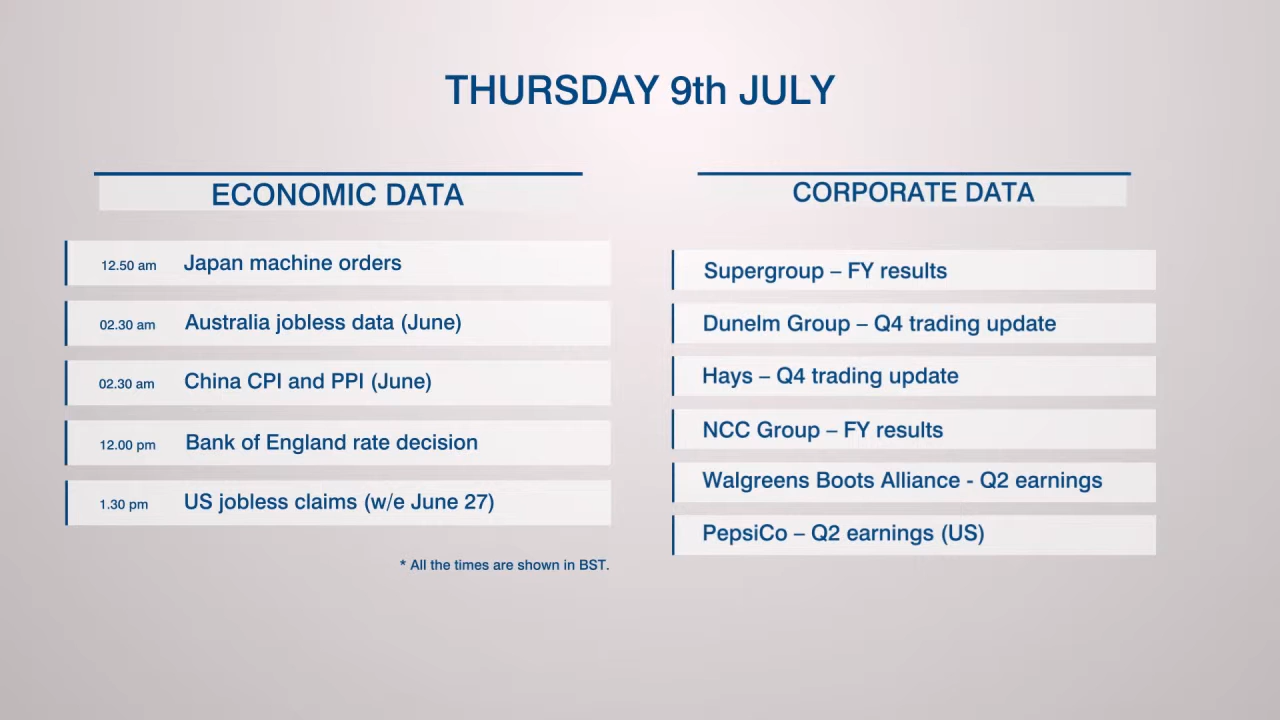 THURSDAY 9th JULY
ECONOMIC DATA
12.50 am Japan machine orders
02.30 am Australia jobless data (June)
02.30 am China CPI and PPI (June)
12.00 pm Bank of England rate decision
1.30 pm US jobless claims (w/e June 27)
* All the times are shown in BST.
CORPORATE DATA
Supergroup – FY results
Dunelm Group – Q4 trading update
Hays – Q4 trading update
NCC Group – FY results
Walgreens Boots Alliance - Q2 earnings
PepsiCo – Q2 earnings (US)